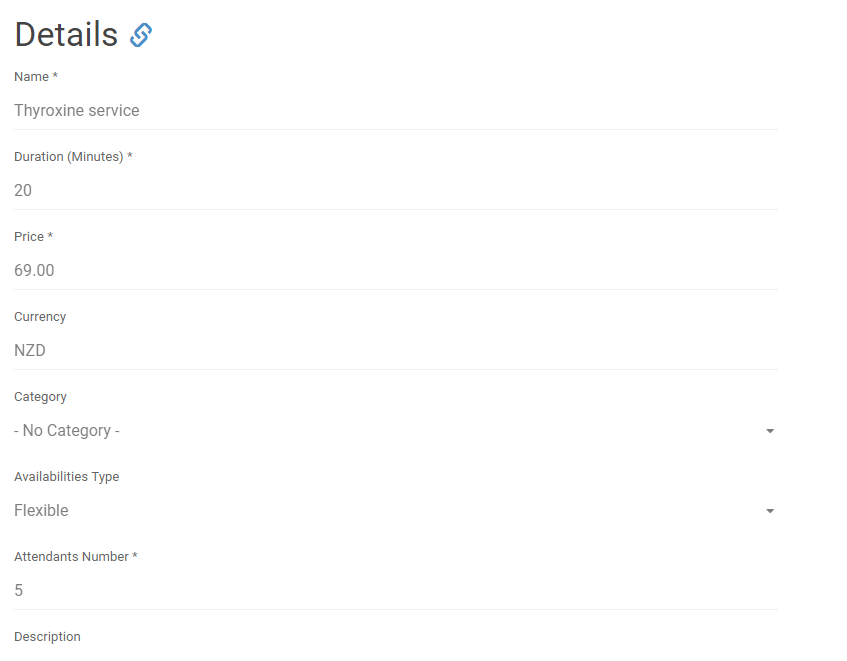 Details
Name *
Thyroxine service
Duration (Minutes) *
20
Price *
69.00
Currency
NZD
Category
- No Category -
Availabilities Type
Flexible
Attendants Number *
5
Description